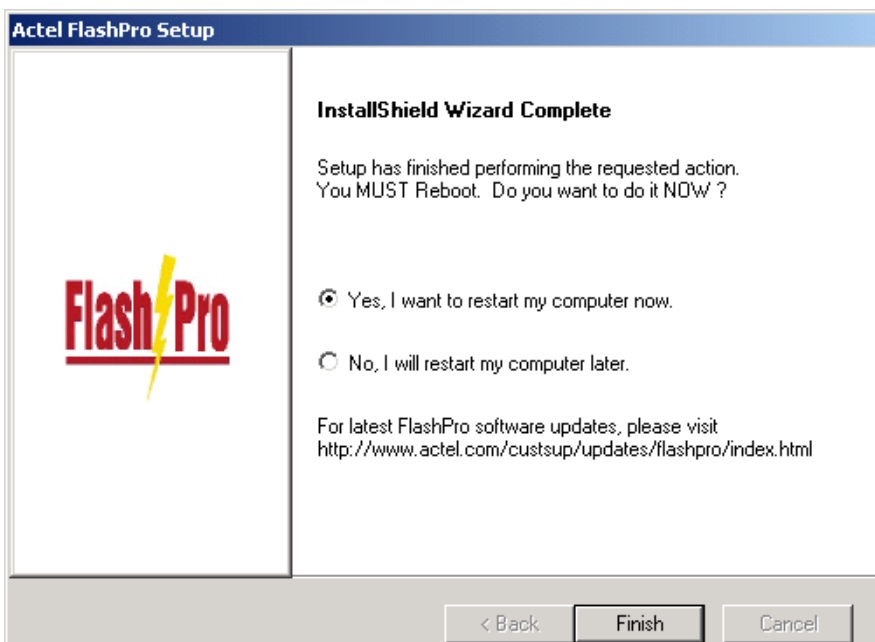 Actel FlashPro Setup
InstallShield Wizard Complete
Setup has finished performing the requested action.
You MUST Reboot.  Do you want to do it NOW ?
Flash Pro
Yes, I want to restart my computer now.
No, I will restart my computer later.
For latest FlashPro software updates, please visit
http://www.actel.com/custsup/updates/flashpro/index.html
< Back
Finish
Cancel